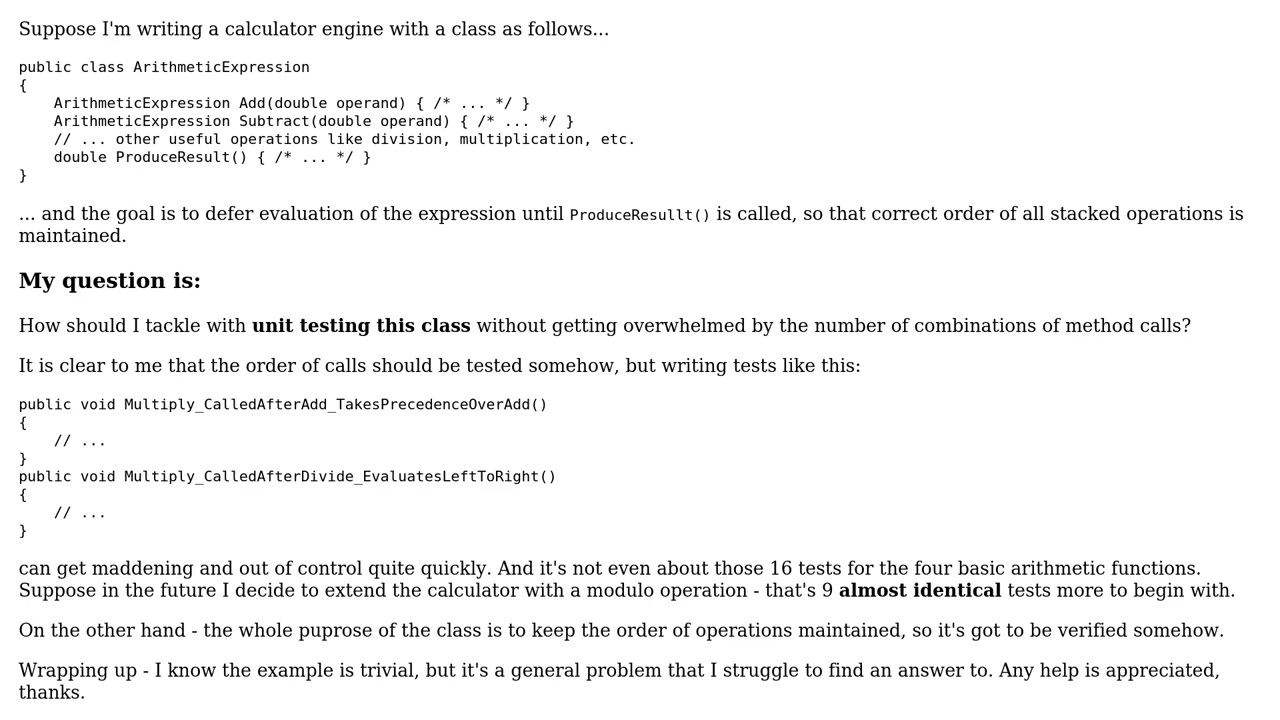 Suppose I'm writing a calculator engine with a class as follows...
public class ArithmeticExpression
{
    ArithmeticExpression Add(double operand) { /* ... */ }
    ArithmeticExpression Subtract(double operand) { /* ... */ }
    // ... other useful operations like division, multiplication, etc.
    double ProduceResult() { /* ... */ }
}
... and the goal is to defer evaluation of the expression until ProduceResullt() is called, so that correct order of all stacked operations is
maintained.
My question is:
How should I tackle with unit testing this class without getting overwhelmed by the number of combinations of method calls?
It is clear to me that the order of calls should be tested somehow, but writing tests like this:
public void Multiply_CalledAfterAdd_TakesPrecedenceOverAdd()
{
    // ...
}
public void Multiply_CalledAfterDivide_EvaluatesLeftToRight()
{
    // ...
}
can get maddening and out of control quite quickly. And it's not even about those 16 tests for the four basic arithmetic functions.
Suppose in the future I decide to extend the calculator with a modulo operation - that's 9 almost identical tests more to begin with.
On the other hand - the whole puprose of the class is to keep the order of operations maintained, so it's got to be verified somehow.
Wrapping up - I know the example is trivial, but it's a general problem that I struggle to find an answer to. Any help is appreciated,
thanks.